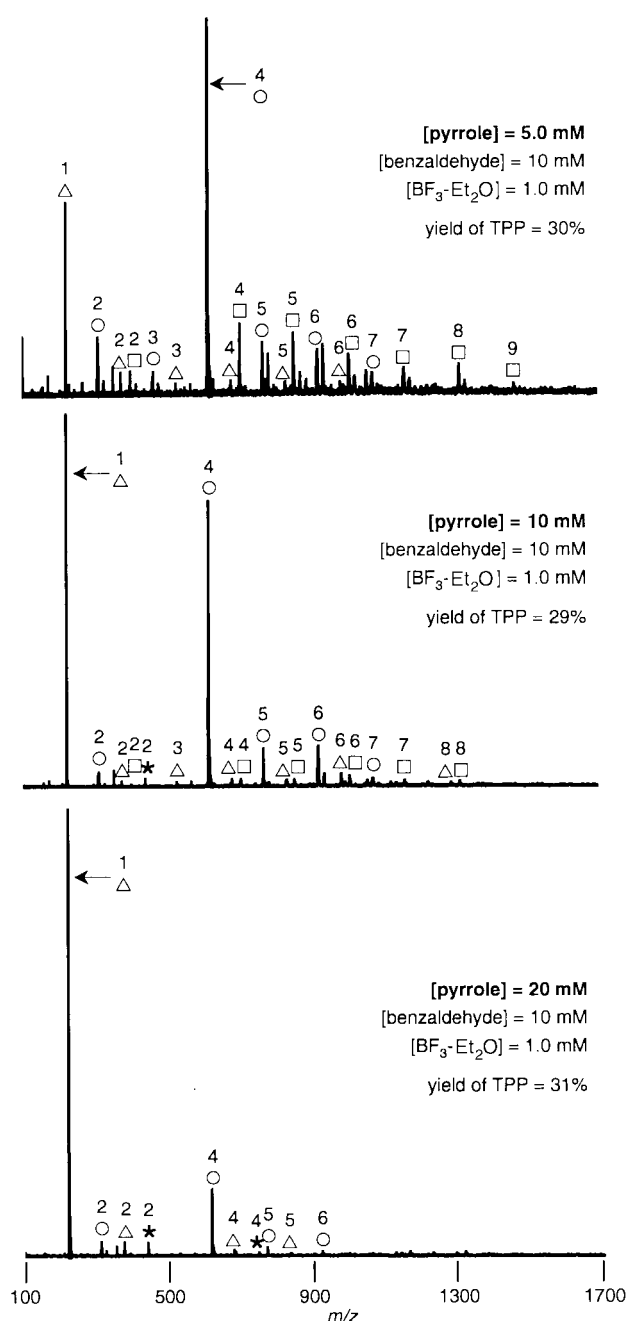 4
[pyrrole] = 5.0 mM
[benzaldehyde] = 10 mM
[BF3-Et2O] = 1.0 mM
yield of TPP = 30%
1
2 2 2 3 3 4 4 5 5 5 6 6 6 7 7 8 9
1 4
[pyrrole] = 10 mM
[benzaldehyde] = 10 mM
[BF3-Et2O] = 1.0 mM
yield of TPP = 29%
2 2 2 2 3 4 4 5 5 5 6 6 6 7 7 8 8
1
[pyrrole] = 20 mM
[benzaldehyde] = 10 mM
[BF3-Et2O] = 1.0 mM
yield of TPP = 31%
4
2 2 2 4 4 5 5 6
100 500 900 1300 1700
m/z